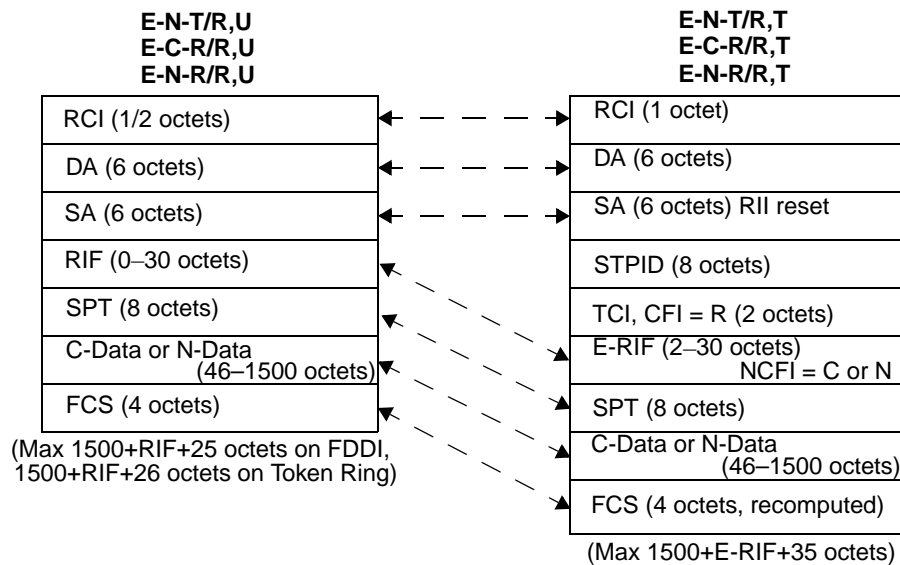 E-N-T/R,U
E-C-R/R,U
E-N-R/R,U
RCI (1/2 octets)
DA (6 octets)
SA (6 octets)
RIF (0–30 octets)
SPT (8 octets)
C-Data or N-Data
(46–1500 octets)
FCS (4 octets)
(Max 1500+RIF+25 octets on FDDI,
1500+RIF+26 octets on Token Ring)
E-N-T/R,T
E-C-R/R,T
E-N-R/R,T
RCI (1 octet)
DA (6 octets)
SA (6 octets) RII reset
STPID (8 octets)
TCI, CFI = R (2 octets)
E-RIF (2–30 octets)
NCFI = C or N
SPT (8 octets)
C-Data or N-Data
(46–1500 octets)
FCS (4 octets, recomputed)
(Max 1500+E-RIF+35 octets)